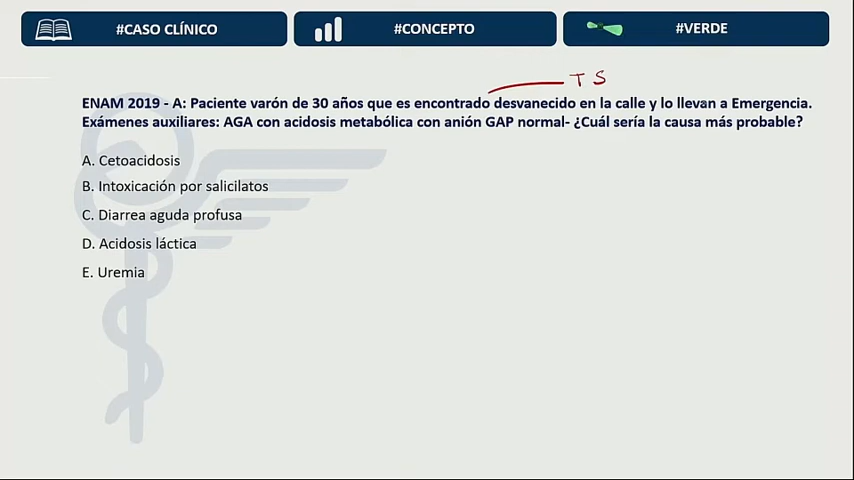 #CASO CLÍNICO
#CONCEPTO
#VERDE
T S
ENAM 2019 - A: Paciente varón de 30 años que es encontrado desvanecido en la calle y lo llevan a Emergencia.
Exámenes auxiliares: AGA con acidosis metabólica con anión GAP normal- ¿Cuál sería la causa más probable?
A. Cetoacidosis
B. Intoxicación por salicilatos
C. Diarrea aguda profusa
D. Acidosis láctica
E. Uremia